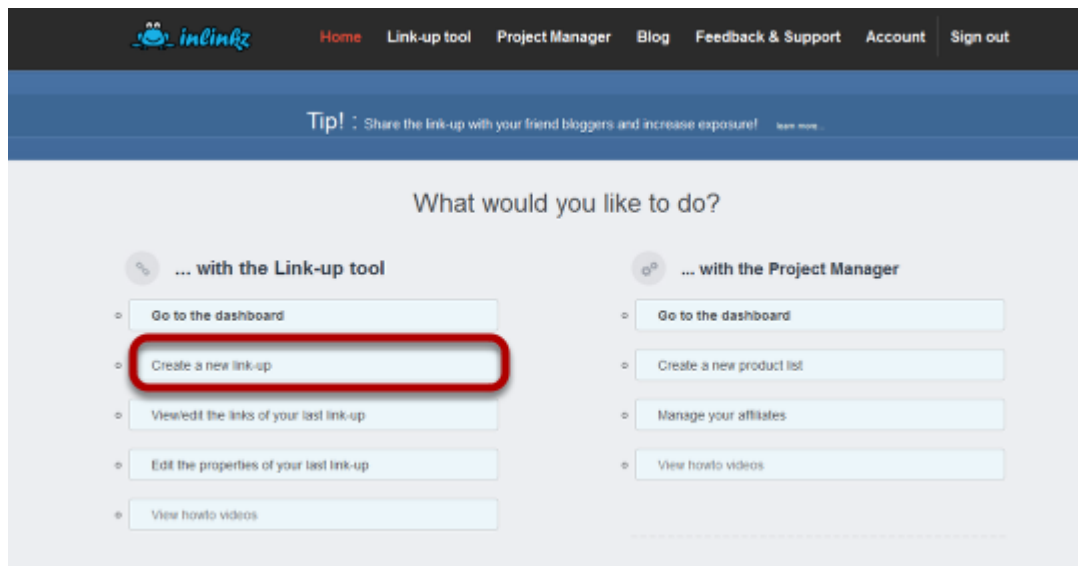 inlinkz Home Link-up tool Project Manager Blog Feedback & Support Account Sign out
Tip! : Share the link-up with your friend bloggers and increase exposure! learn more...
What would you like to do?
... with the Link-up tool
Go to the dashboard
Create a new link-up
View/edit the links of your last link-up
Edit the properties of your last link-up
View howto videos
... with the Project Manager
Go to the dashboard
Create a new product list
Manage your affiliates
View howto videos